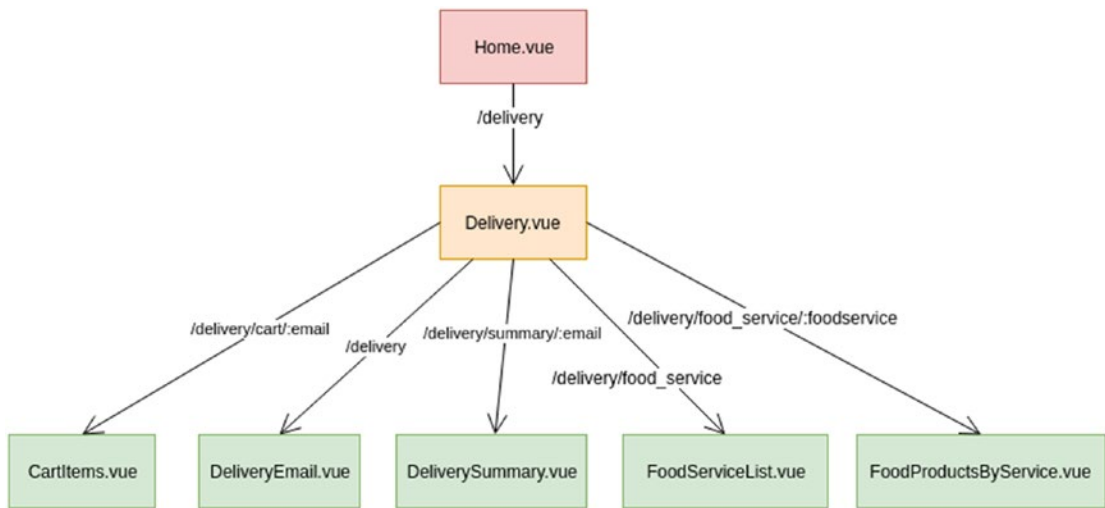 Home.vue
/delivery
Delivery.vue
/delivery/cart/:email
/delivery
/delivery/summary/:email
/delivery/food_service
/delivery/food_service/:foodservice
CartItems.vue
DeliveryEmail.vue
DeliverySummary.vue
FoodServiceList.vue
FoodProductsByService.vue